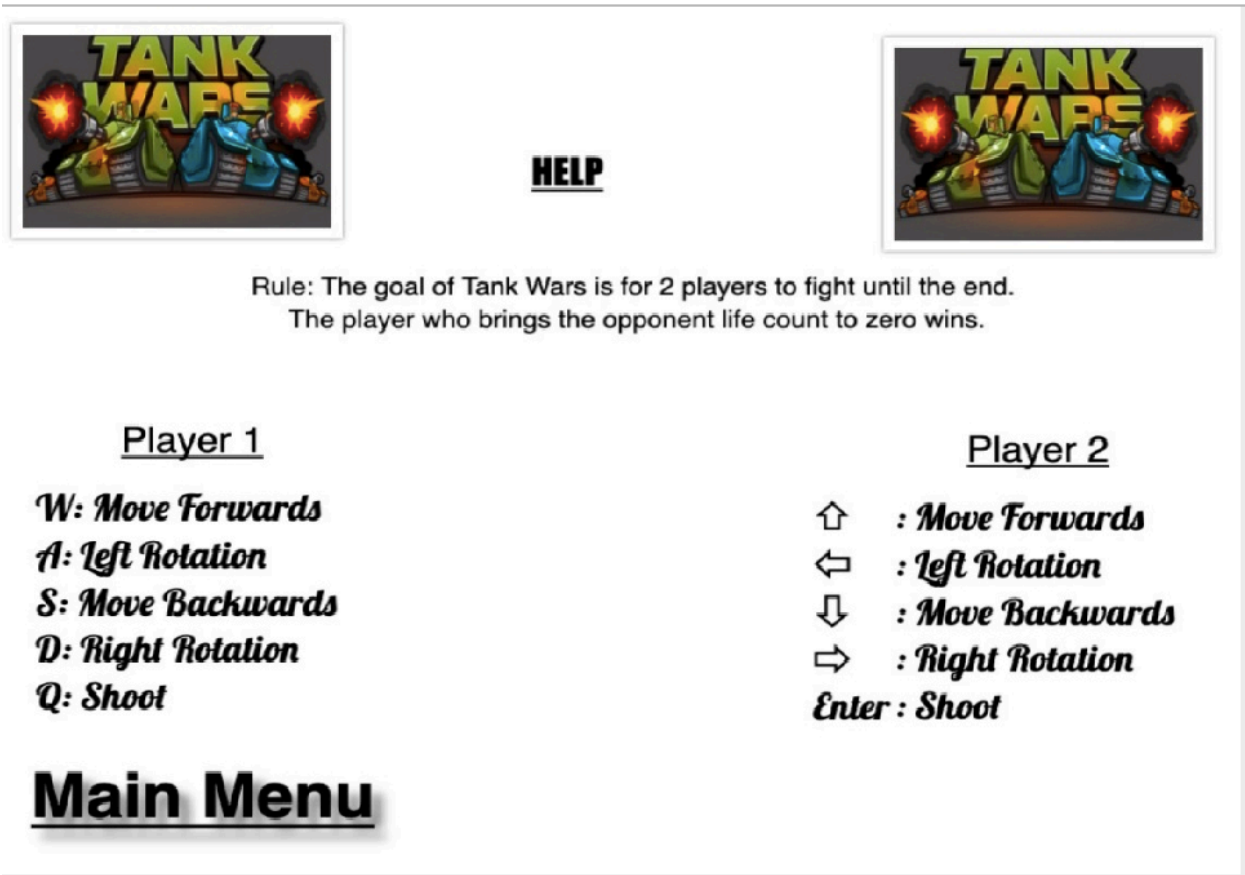 TANK
WARS
TANK
WARS
HELP
Rule: The goal of Tank Wars is for 2 players to fight until the end.
The player who brings the opponent life count to zero wins.
Player 1
W: Move Forwards
A: Left Rotation
S: Move Backwards
D: Right Rotation
Q: Shoot
Player 2
⇧ : Move Forwards
⇦ : Left Rotation
⇩ : Move Backwards
⇨ : Right Rotation
Enter : Shoot
Main Menu